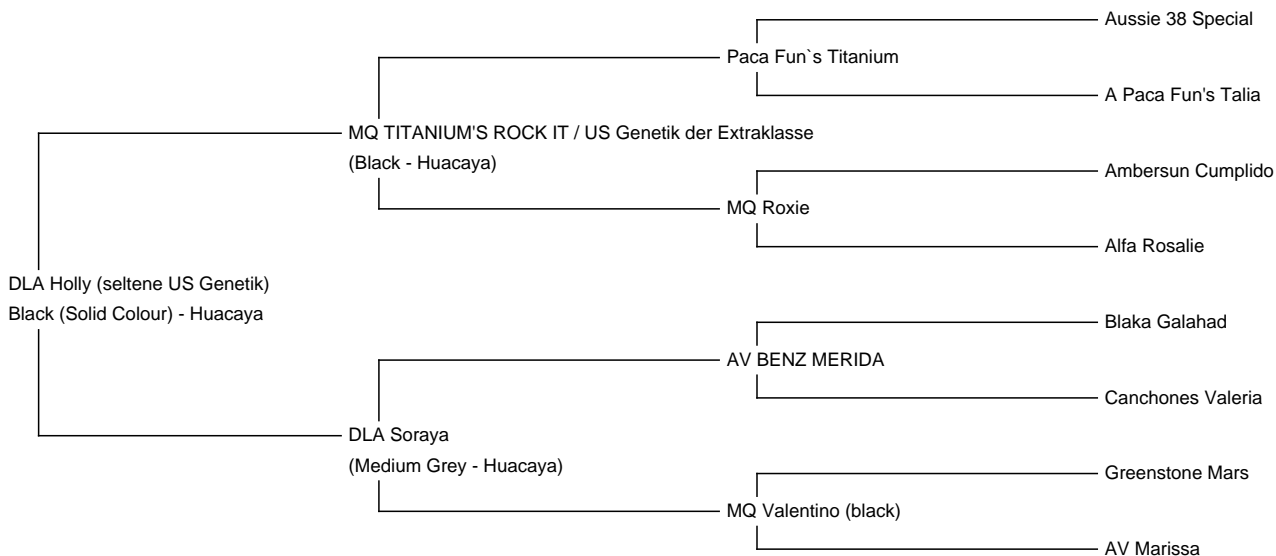 Aussie 38 Special
Paca Fun`s Titanium
A Paca Fun's Talia
MQ TITANIUM'S ROCK IT / US Genetik der Extraklasse
(Black - Huacaya)
Ambersun Cumplido
MQ Roxie
Alfa Rosalie
DLA Holly (seltene US Genetik)
Black (Solid Colour) - Huacaya
Blaka Galahad
AV BENZ MERIDA
Canchones Valeria
DLA Soraya
(Medium Grey - Huacaya)
Greenstone Mars
MQ Valentino (black)
AV Marissa